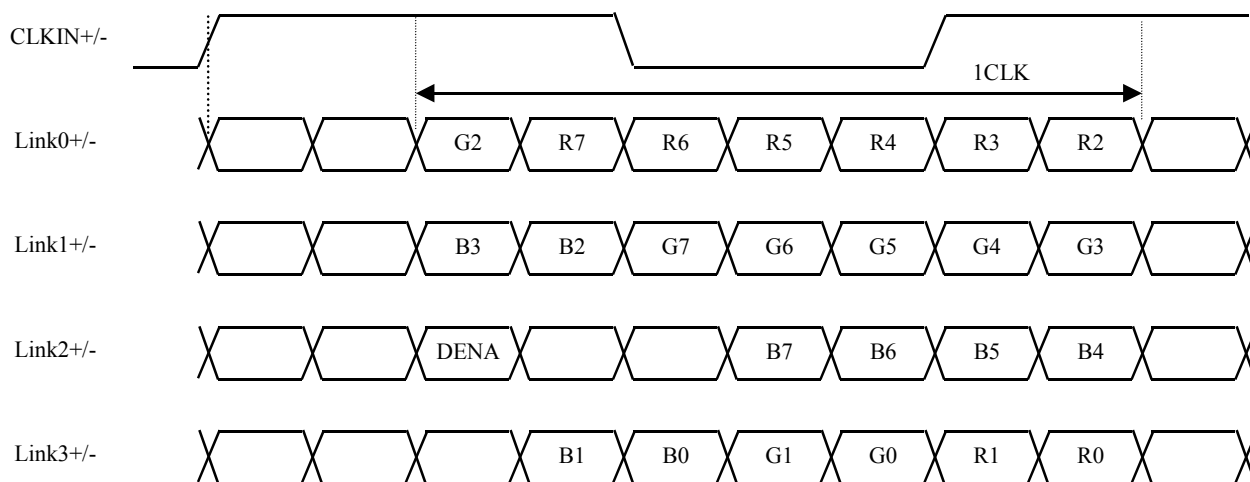 CLKIN+/-
1CLK
Link0+/- G2 R7 R6 R5 R4 R3 R2
Link1+/- B3 B2 G7 G6 G5 G4 G3
Link2+/- DENA B7 B6 B5 B4
Link3+/- B1 B0 G1 G0 R1 R0